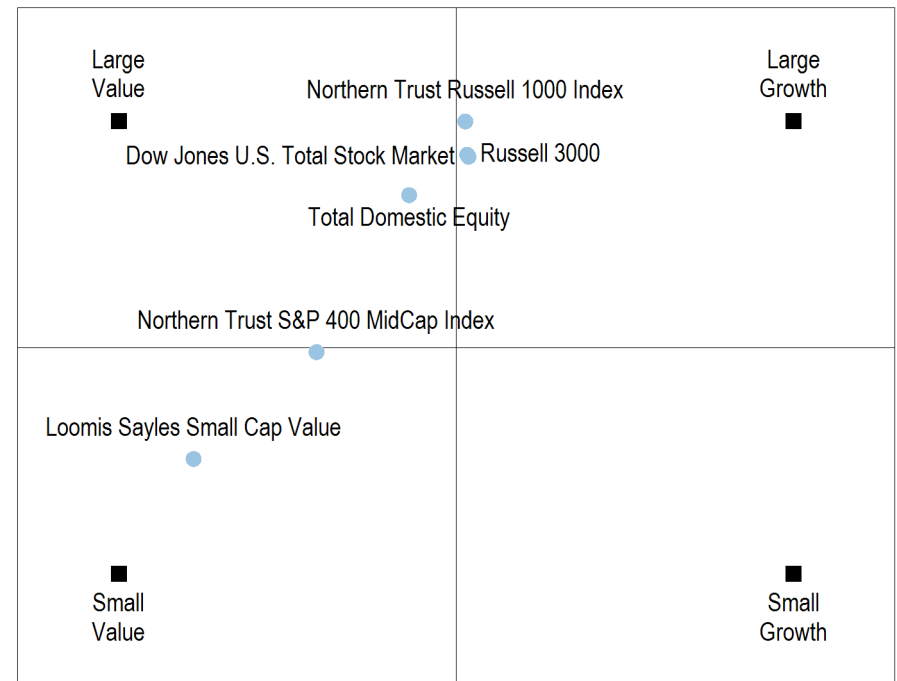 Large
Value
Large
Growth
Northern Trust Russell 1000 Index
Dow Jones U.S. Total Stock Market
Russell 3000
Total Domestic Equity
Northern Trust S&P 400 MidCap Index
Loomis Sayles Small Cap Value
Small
Value
Small
Growth